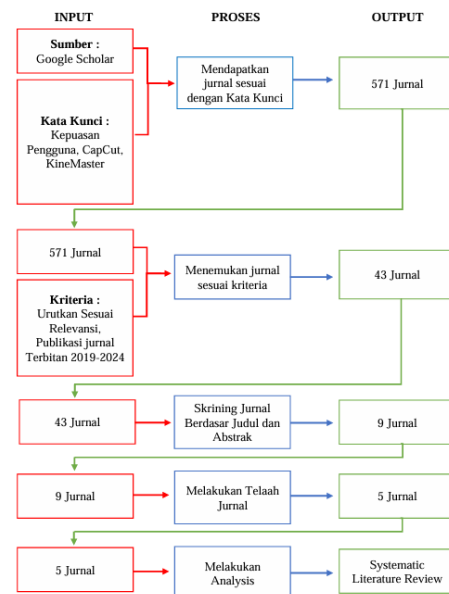 INPUT
PROSES
OUTPUT
Sumber :
Google Scholar
Mendapatkan
jurnal sesuai
dengan Kata Kunci
571 Jurnal
Kata Kunci :
Kepuasan
Pengguna, CapCut,
KineMaster
571 Jurnal
Menemukan jurnal
sesuai kriteria
43 Jurnal
Kriteria :
Urutkan Sesuai
Relevansi,
Publikasi jurnal
Terbitan 2019-2024
43 Jurnal
Skrining Jurnal
Berdasar Judul dan
Abstrak
9 Jurnal
9 Jurnal
Melakukan Telaah
Jurnal
5 Jurnal
5 Jurnal
Melakukan
Analysis
Systematic
Literature Review